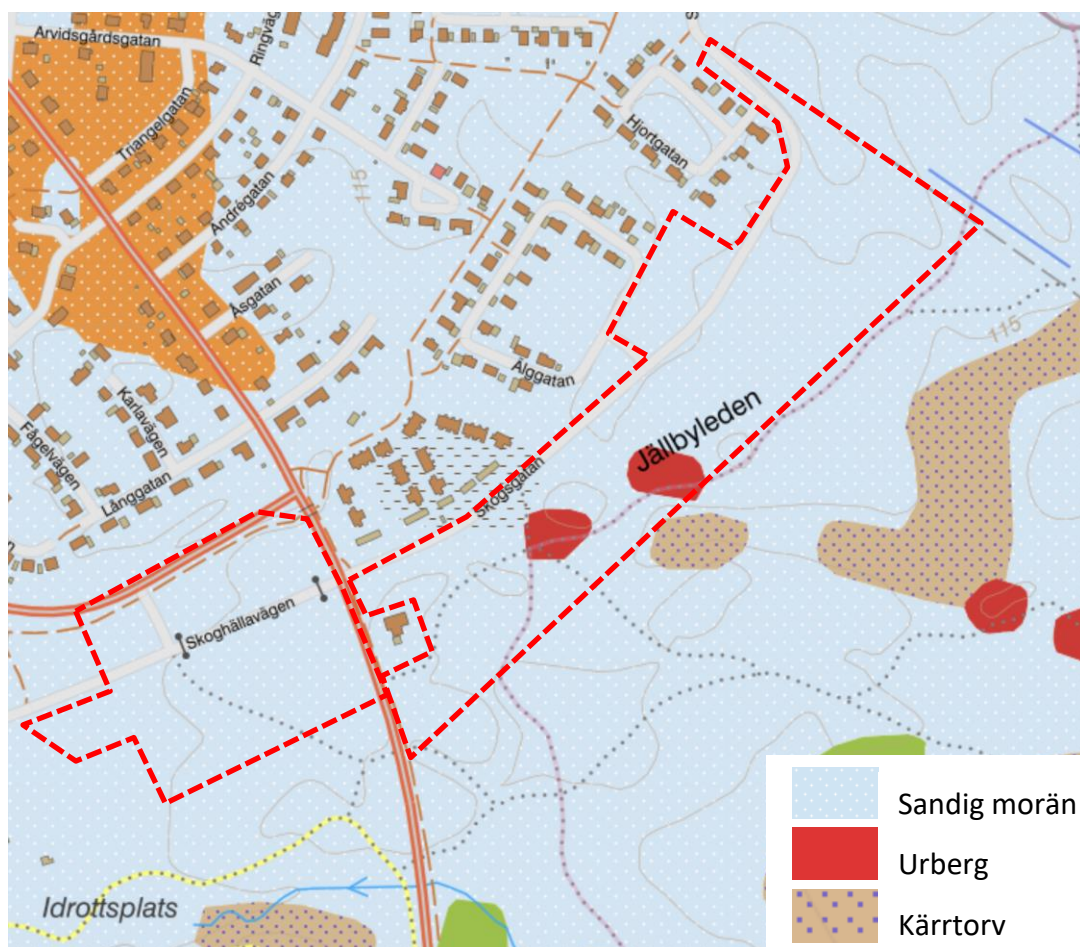 Arvidsgårdsgatan
Ringväg
S
Triangelgatan
Hjortgatan
115
Andrégatan
Åsgatan
115
Älggatan
Karlavägen
Jällbyleden
Fågelvägen
Långgatan
Skogsgatan
n
Skoghällavägen
Sandig morän
Urberg
Idrottsplats
Kärrtorv